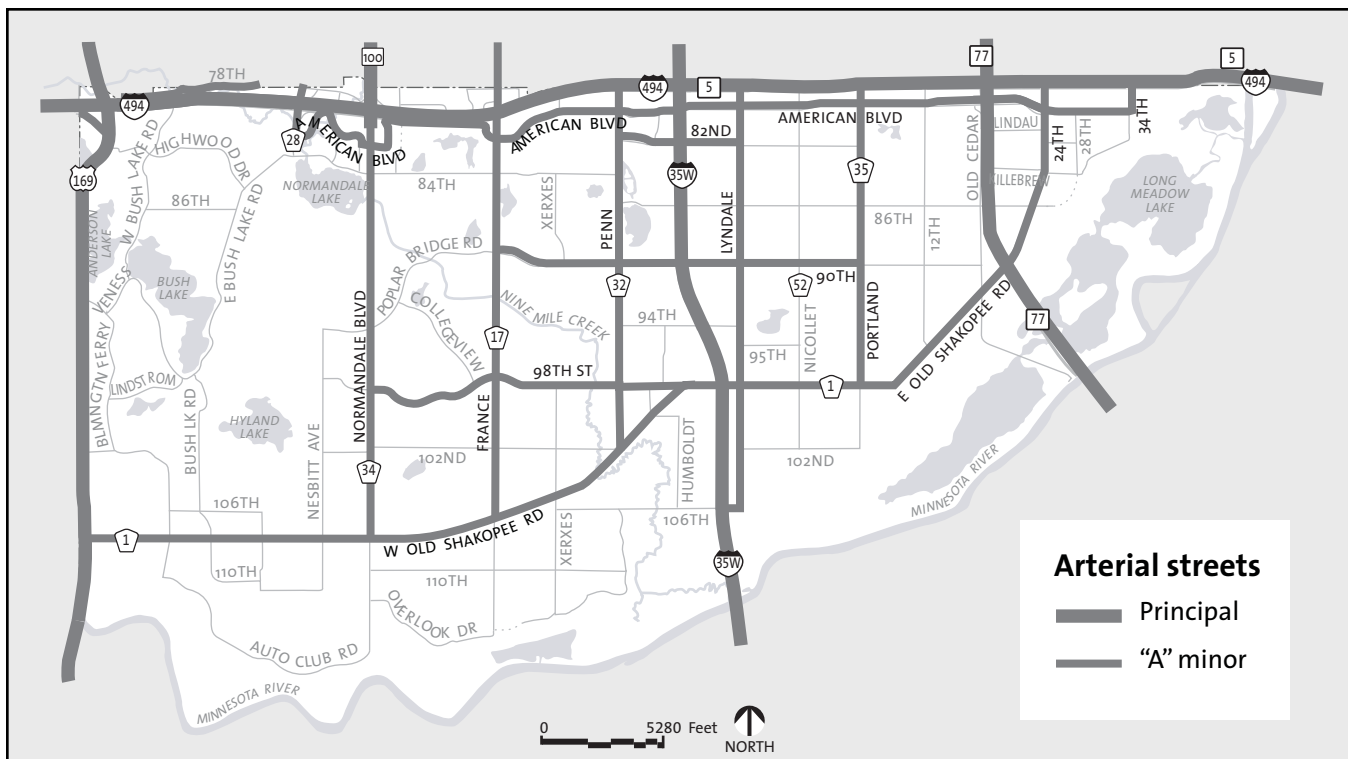 100
77
5
78TH
494
494
5
494
AMERICAN BLVD
AMERICAN BLVD
AMERICAN BLVD
82ND
LINDAU
34TH
28
HIGHWOOD DR
W BUSH LAKE RD
169
NORMANDALE LAKE
84TH
XERXES
35W
35
OLD CEDAR
24TH
28TH
KILLEBREW
LONG MEADOW LAKE
86TH
E BUSH LAKE RD
ANDERSON LAKE
PENN
LYNDALE
86TH
12TH
POPLAR BRIDGE RD
BUSH LAKE
VENESS
32
52
90TH
NORMANDALE BLVD
COLLEGEVIEW
NINE MILE CREEK
94TH
17
95TH
NICOLLET
PORTLAND
E OLD SHAKOPEE RD
77
BLMNGTN FERRY
LINDSTROM
98TH ST
1
BUSH LK RD
HYLAND LAKE
NESBITT AVE
FRANCE
34
102ND
HUMBOLDT
102ND
MINNESOTA RIVER
106TH
106TH
1
W OLD SHAKOPEE RD
XERXES
35W
110TH
110TH
OVERLOOK DR
AUTO CLUB RD
MINNESOTA RIVER
Arterial streets
Principal
“A” minor
0 5280 Feet
NORTH